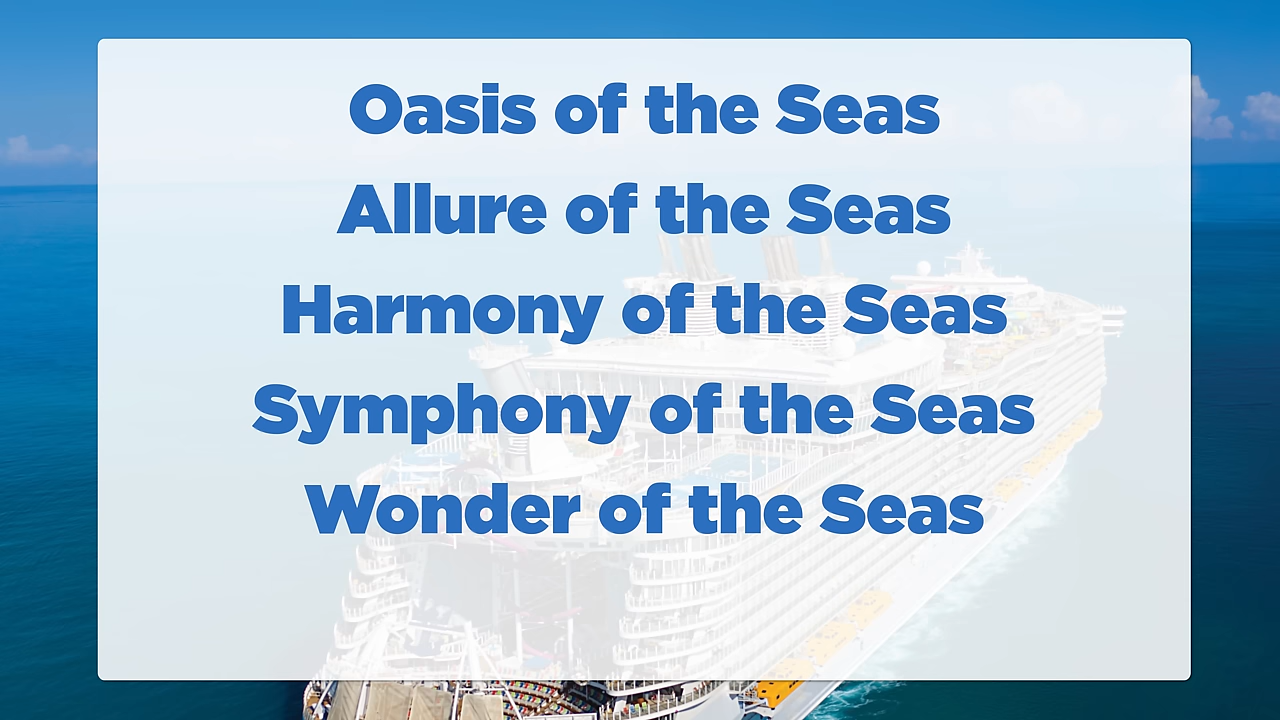 Oasis of the Seas
Allure of the Seas
Harmony of the Seas
Symphony of the Seas
Wonder of the Seas